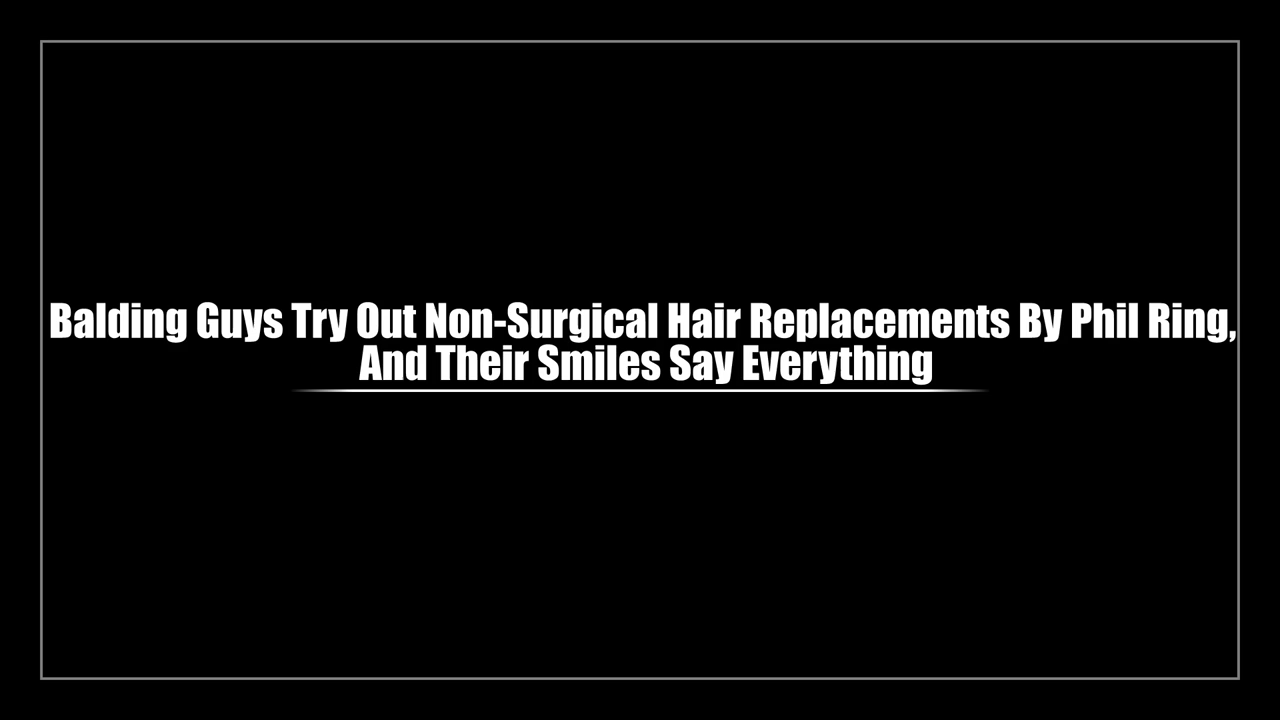 Balding Guys Try Out Non-Surgical Hair Replacements By Phil Ring,
And Their Smiles Say Everything